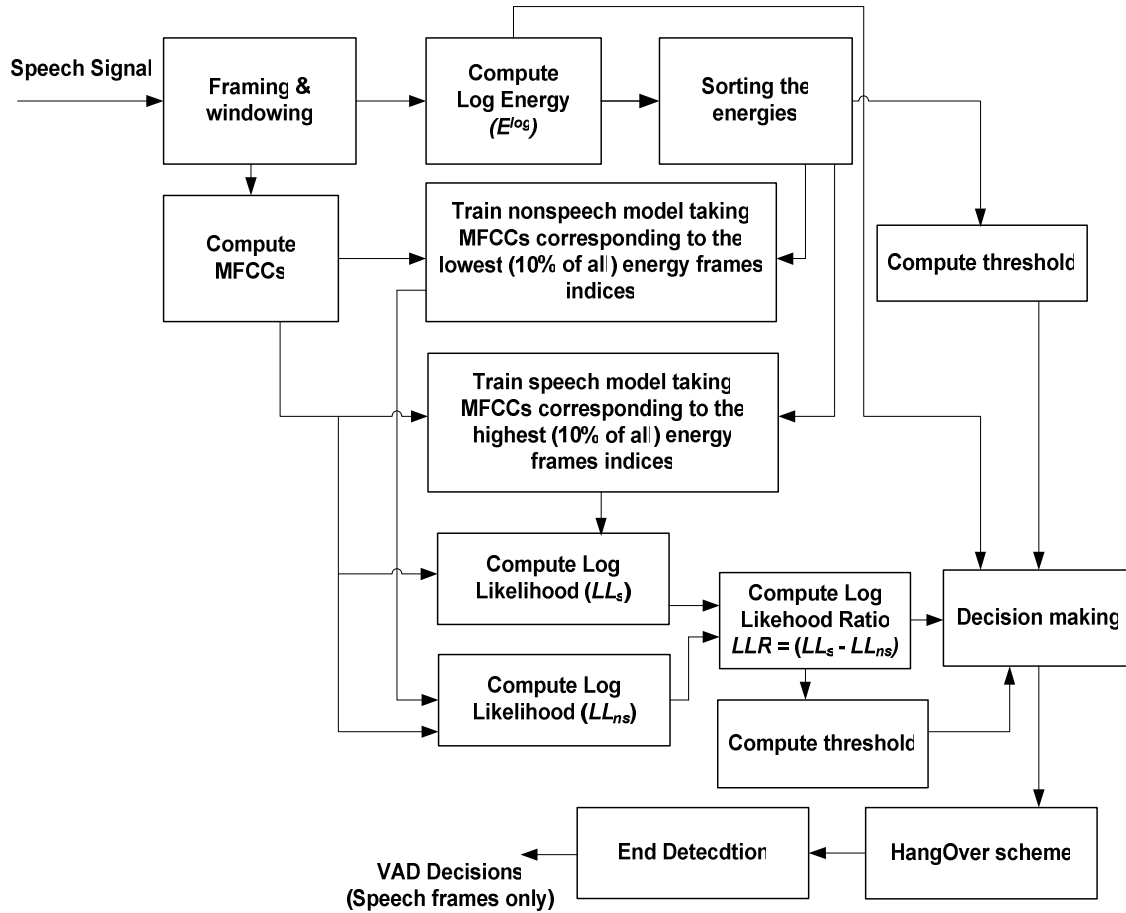 Speech Signal
Framing &
windowing
Compute
Log Energy
(E^log)
Sorting the
energies
Compute
MFCCs
Train nonspeech model taking
MFCCs corresponding to the
lowest (10% of all) energy frames
indices
Compute threshold
Train speech model taking
MFCCs corresponding to the
highest (10% of all) energy
frames indices
Compute Log
Likelihood (LLs)
Compute Log
Likehood Ratio
LLR = (LLs - LLns)
Decision making
Compute Log
Likelihood (LLns)
Compute threshold
End Detecdtion
HangOver scheme
VAD Decisions
(Speech frames only)